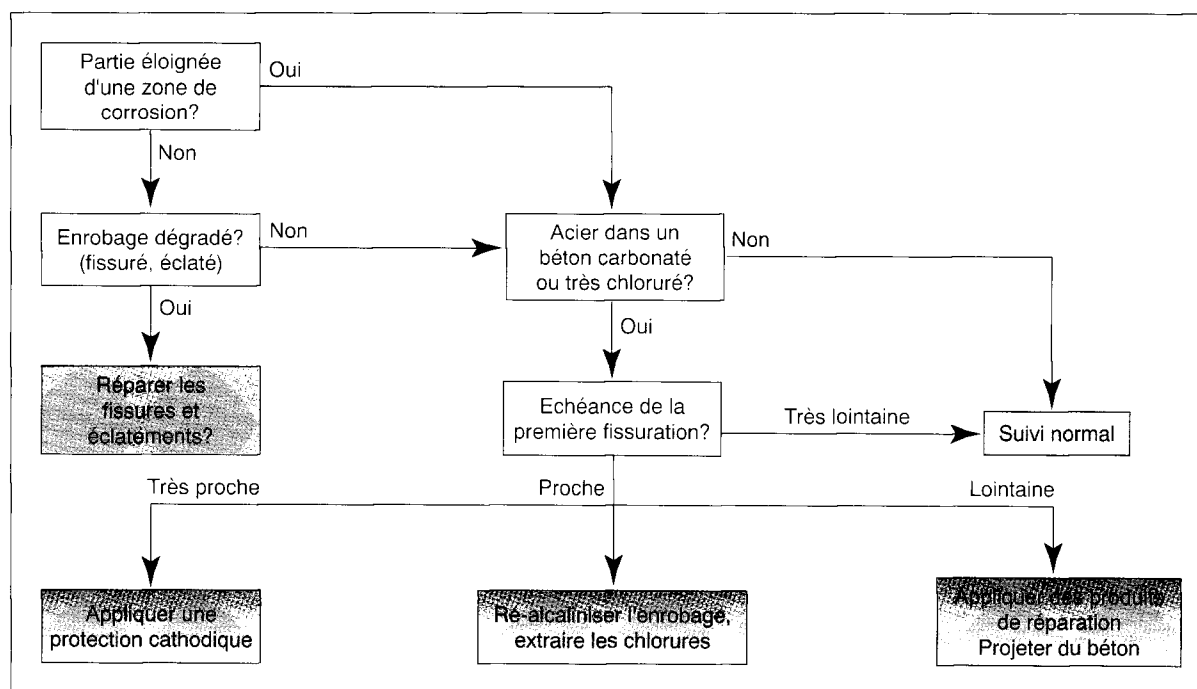 Partie éloignée
d'une zone de
corrosion?
Oui
Non
Enrobage dégradé?
(fissuré, éclaté)
Non
Acier dans un
béton carbonaté
ou très chloruré?
Non
Oui
Oui
Réparer les
fissures et
éclatéments?
Echéance de la
première fissuration?
Très lointaine
Suivi normal
Très proche
Proche
Lointaine
Appliquer une
protection cathodique
Ré-alcaliniser l'enrobage,
extraire les chlorures
Appliquer des produits
de réparation
Projeter du béton